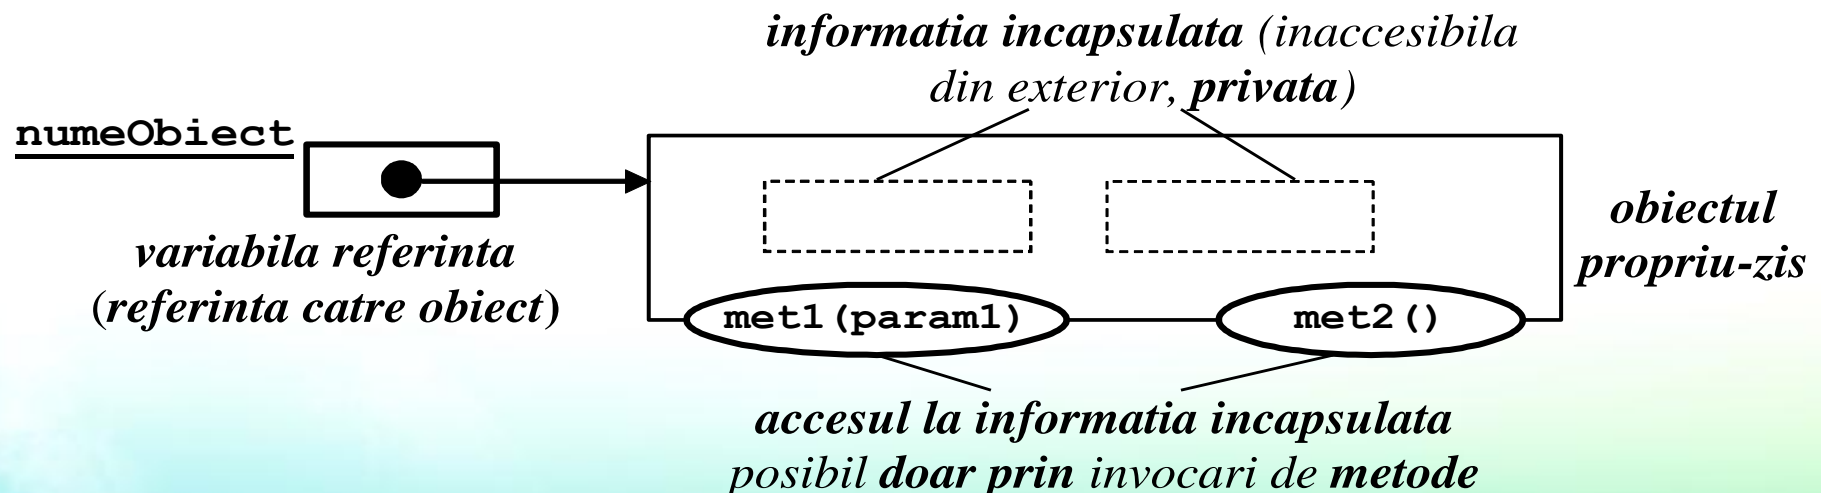 informatia incapsulata (inaccesibila
din exterior, privata)
numeObiect
variabila referinta
(referinta catre obiect)
obiectul
propriu-zis
met1(param1)
met2()
accesul la informatia incapsulata
posibil doar prin invocari de metode